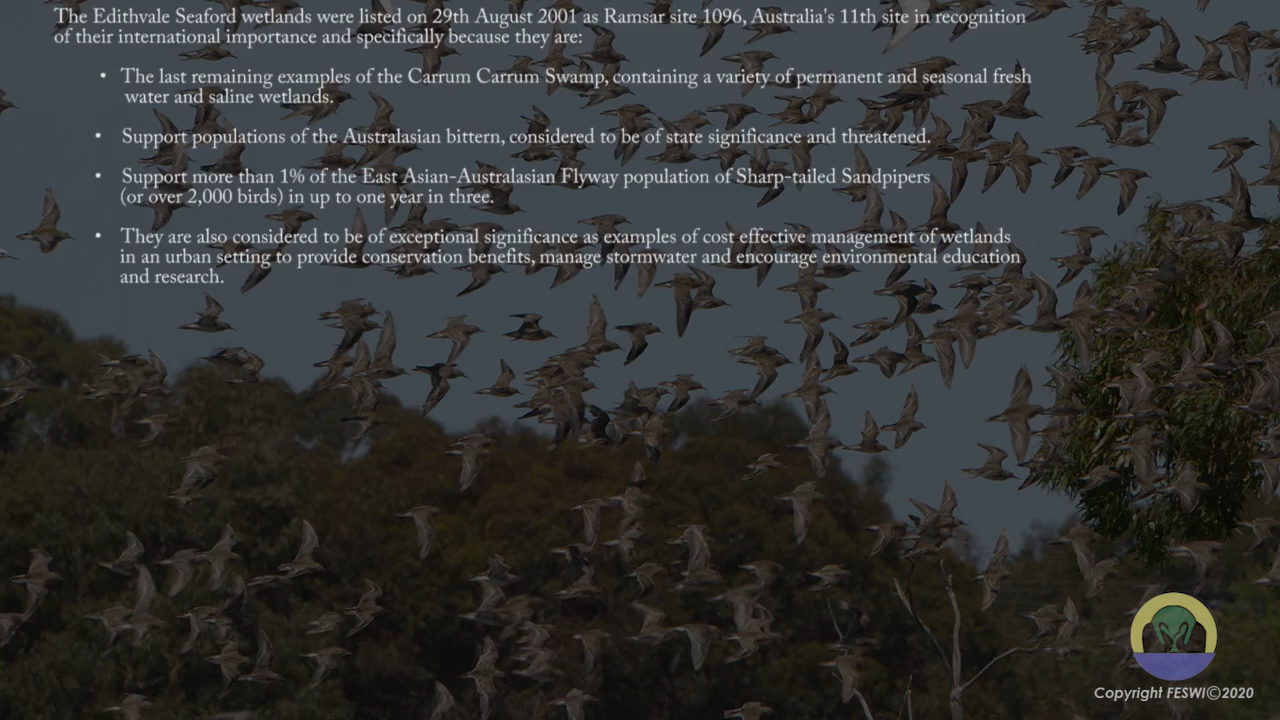 The Edithvale Seaford wetlands were listed on 29th August 2001 as Ramsar site 1096, Australia's 11th site in recognition
of their international importance and specifically because they are:
• The last remaining examples of the Carrum Carrum Swamp, containing a variety of permanent and seasonal fresh
water and saline wetlands.
• Support populations of the Australasian bittern, considered to be of state significance and threatened.
• Support more than 1% of the East Asian-Australasian Flyway population of Sharp-tailed Sandpipers
(or over 2,000 birds) in up to one year in three.
• They are also considered to be of exceptional significance as examples of cost effective management of wetlands
in an urban setting to provide conservation benefits, manage stormwater and encourage environmental education
and research.
Copyright FESWI©2020